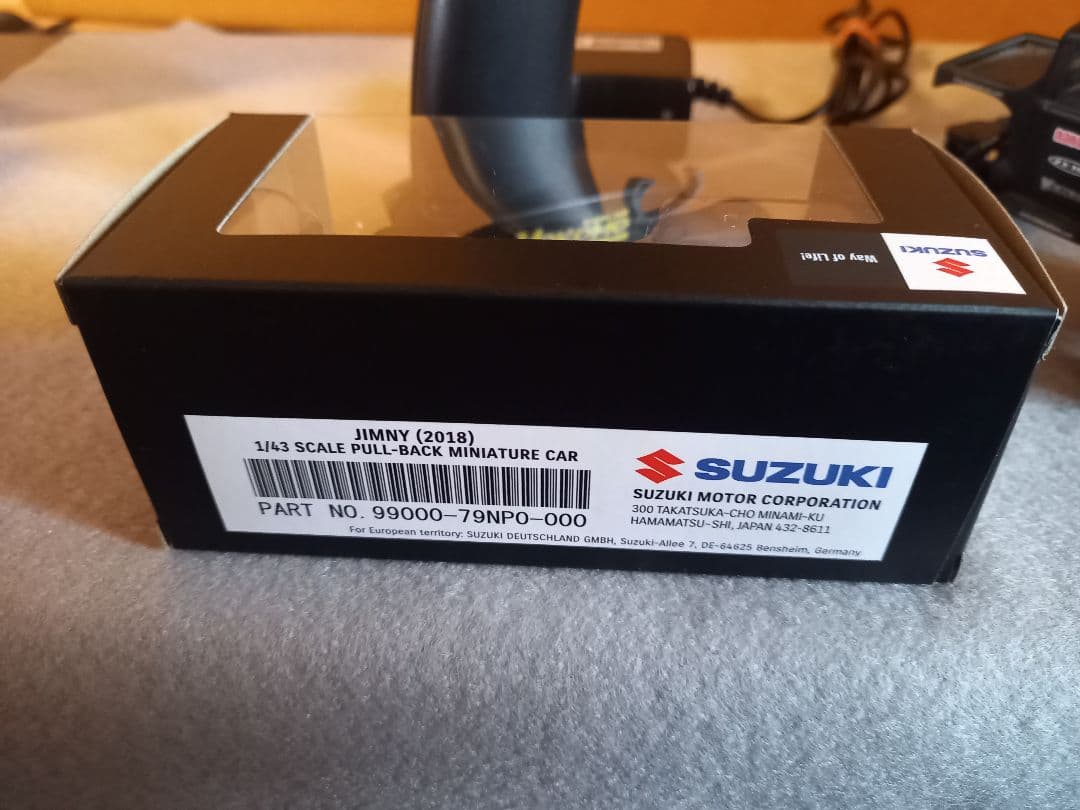 Way of Life!
SUZUKI
JIMNY (2018)
1/43 SCALE PULL-BACK MINIATURE CAR
PART NO. 99000-79NP0-000
SUZUKI
SUZUKI MOTOR CORPORATION
300 TAKATSUKA-CHO MINAMI-KU
HAMAMATSU-SHI, JAPAN 432-8611
For European territory: SUZUKI DEUTSCHLAND GMBH, Suzuki-Allee 7, DE-64625 Bensheim, Germany